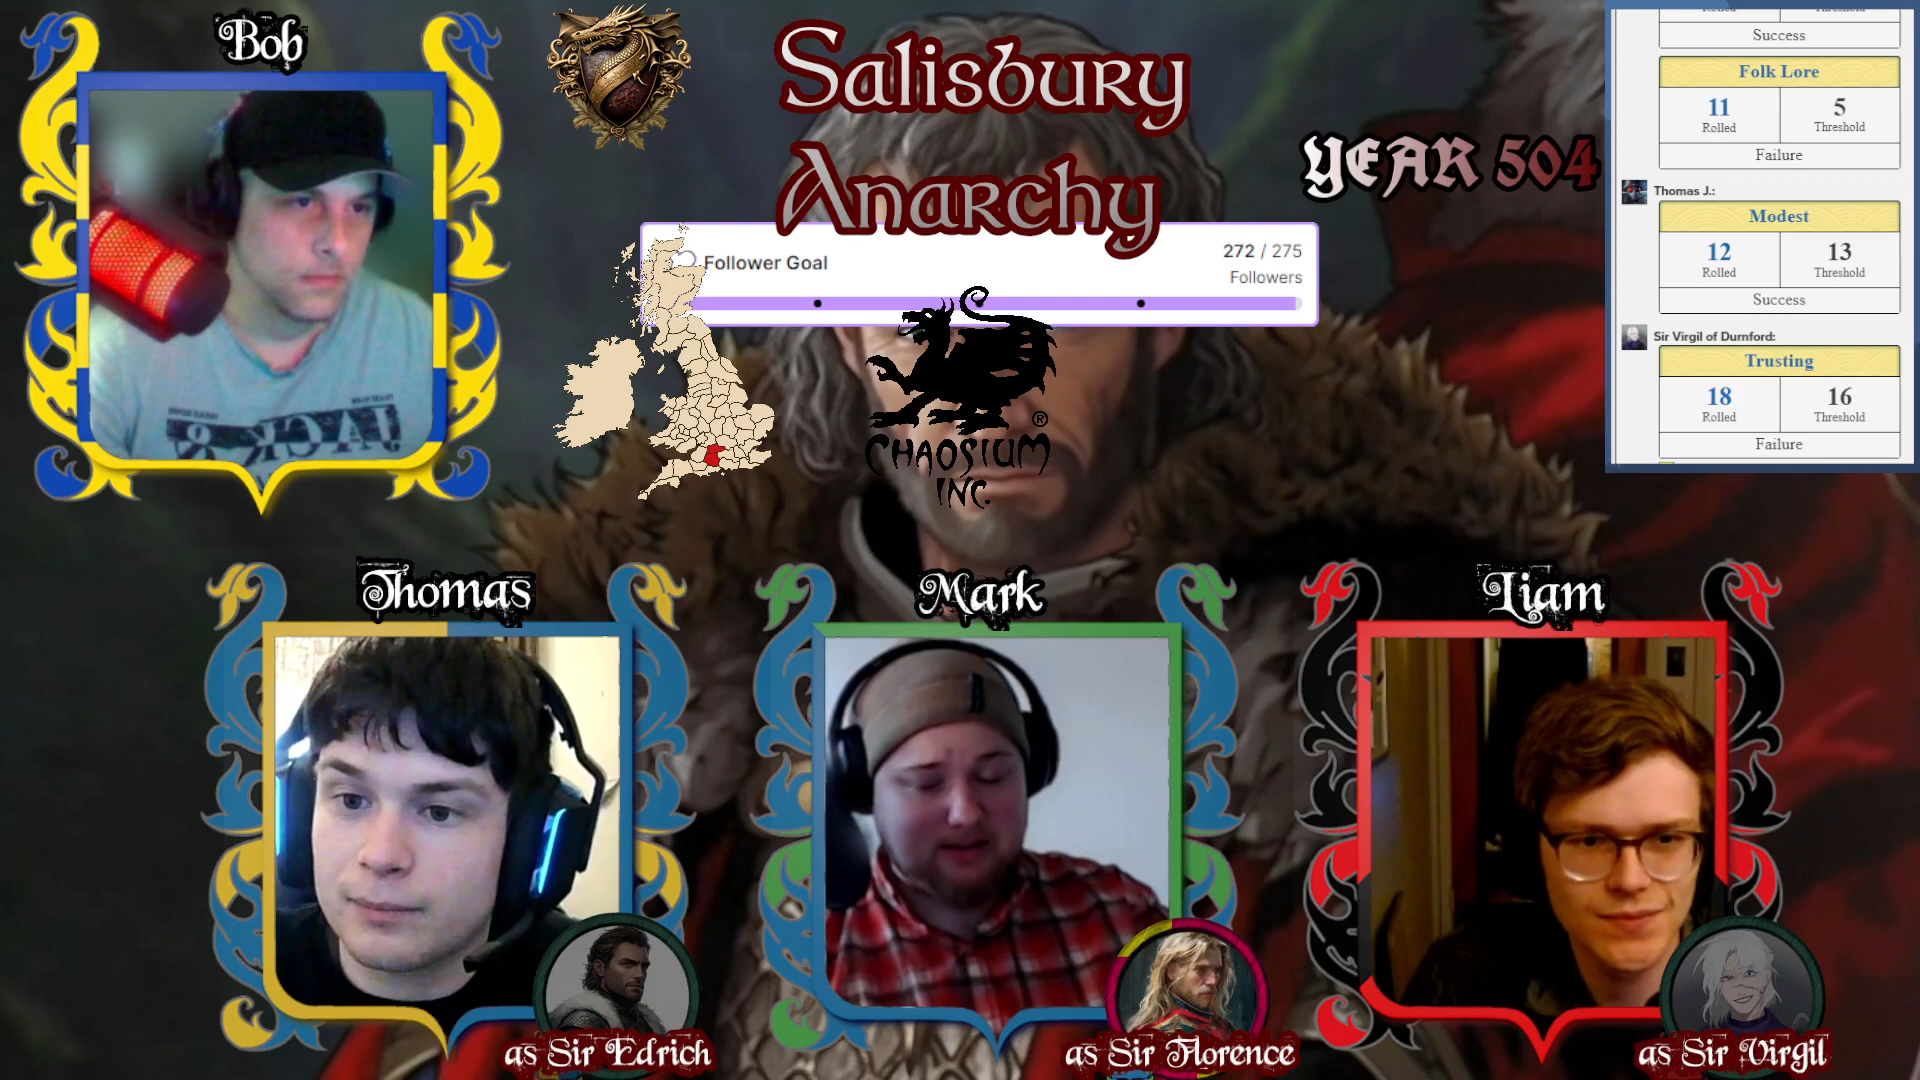 Bob
Salisbury
Anarchy
YEAR 504
Follower Goal
272 / 275
Followers
CHAOSIUM
INC.
®
Success
Folk Lore
11
5
Rolled
Threshold
Failure
Thomas J.:
Modest
12
13
Rolled
Threshold
Success
Sir Virgil of Durnford:
Trusting
18
16
Rolled
Threshold
Failure
Thomas
Mark
Liam
as Sir Edrich
as Sir Florence
as Sir Virgil